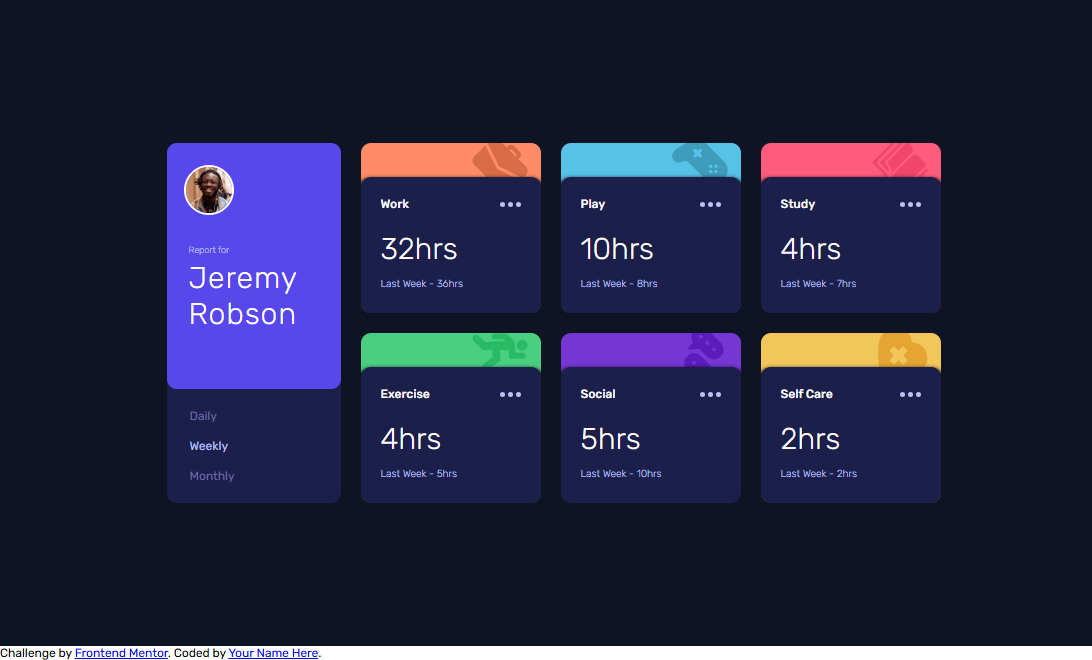 Report for
Jeremy
Robson
Daily
Weekly
Monthly
Work
32hrs
Last Week - 36hrs
Play
10hrs
Last Week - 8hrs
Study
4hrs
Last Week - 7hrs
Exercise
4hrs
Last Week - 5hrs
Social
5hrs
Last Week - 10hrs
Self Care
2hrs
Last Week - 2hrs
Challenge by Frontend Mentor. Coded by Your Name Here.